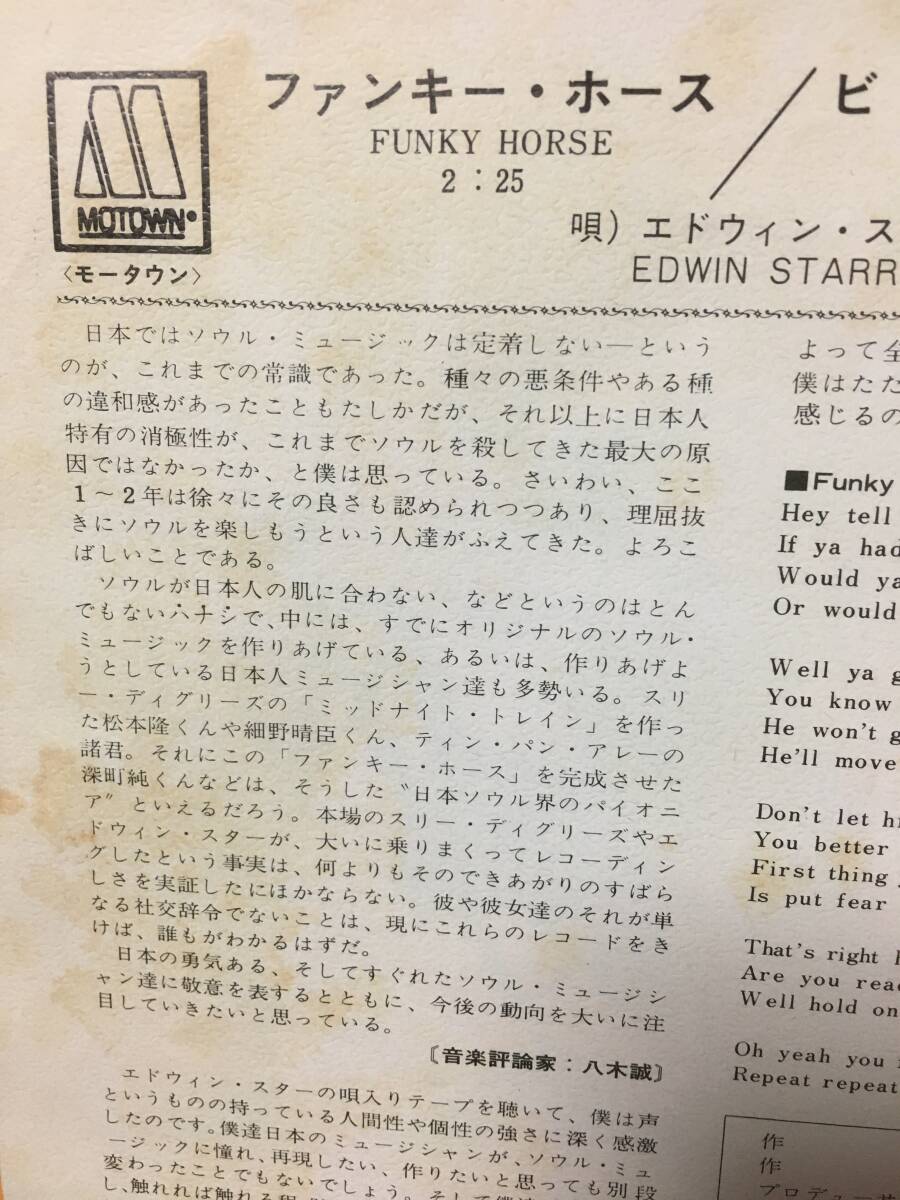 ファンキー・ホース／ビ
FUNKY HORSE
2：25
MOTOWN
〈モータウン〉
唄）エドウィン・ス
EDWIN STARR
日本ではソウル・ミュージックは定着しない―という
のが、これまでの常識であった。種々の悪条件やある種
の違和感があったこともたしかだが、それ以上に日本人
特有の消極性が、これまでソウルを殺してきた最大の原
因ではなかったか、と僕は思っている。さいわい、ここ
1～2年は徐々にその良さも認められつつあり、理屈抜
きにソウルを楽しもうという人達がふえてきた。よろこ
ばしいことである。
ソウルが日本人の肌に合わない、などというのはとん
でもないハナシで、中には、すでにオリジナルのソウル・
ミュージックを作りあげている、あるいは、作りあげよ
うとしている日本人ミュージシャン達も多勢いる。スリ
ー・ディグリーズの「ミッドナイト・トレイン」を作っ
た松本隆くんや細野晴臣くん、ティン・パン・アレーの
諸君。それにこの「ファンキー・ホース」を完成させた
深町純くんなどは、そうした〝日本ソウル界のパイオニ
ア〟といえるだろう。本場のスリー・ディグリーズやエ
ドウィン・スターが、大いに乗りまくってレコーディン
グしたという事実は、何よりもそのできあがりのすばら
しさを実証したにほかならない。彼や彼女達のそれが単
なる社交辞令でないことは、現にこれらのレコードをき
けば、誰もがわかるはずだ。
日本の勇気ある、そしてすぐれたソウル・ミュージシ
ャン達に敬意を表するとともに、今後の動向を大いに注
目していきたいと思っている。
〔音楽評論家：八木誠〕
エドウィン・スターの唄入りテープを聴いて、僕は声
というものの持っている人間性や個性の強さに深く感激
したのです。僕達日本のミュージシャンが、ソウル・ミュ
ージックに憧れ、再現したい、作りたいと思っても別段
変わったことでもないでしょう。そして僕達
し、触れれば触れる程
よって全
僕はただ
感じるの
■Funky
Hey tell
If ya had
Would ya
Or would
Well ya g
You know
He won't g
He'll move
Don't let hi
You better
First thing
Is put fear
That's right
Are you read
Well hold on
Oh yeah you
Repeat repeat
作
作
プロデュー